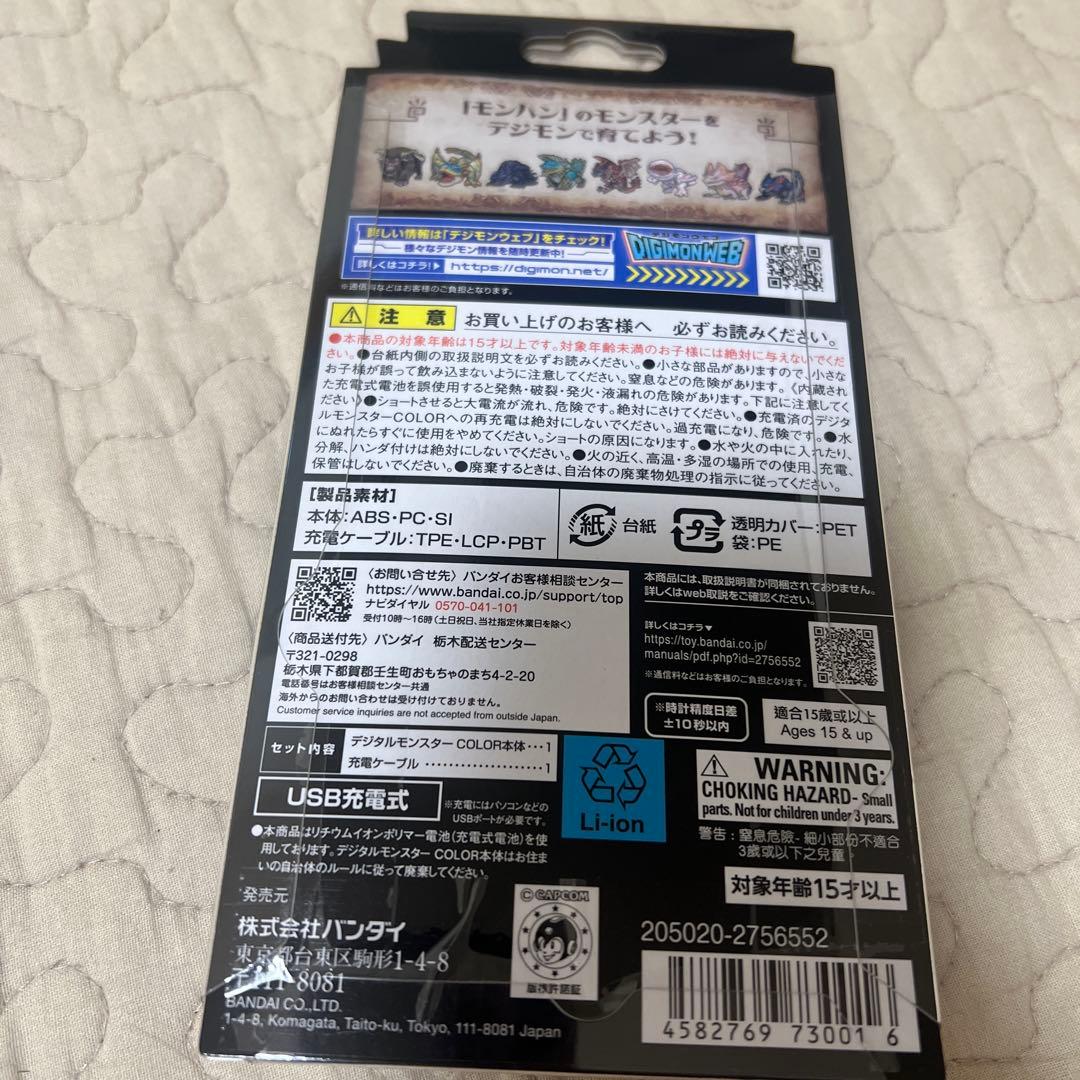 「モンハン」のモンスターを
デジモンで育てよう!
詳しい情報は「デジモンウェブ」をチェック!
様々なデジモン情報を随時更新中!
詳しくはコチラ! https://digimon.net/
デジモンウェブ
DIGIMONWEB
※通信料などはお客様のご負担となります。
注意 お買い上げのお客様へ 必ずお読みください。
●本商品の対象年齢は15才以上です。対象年齢未満のお子様には絶対に与えないでくだ
さい。●台紙内側の取扱説明文を必ずお読みください。●小さな部品がありますので、小さな
お子様が誤って飲み込まないように注意してください。窒息などの危険があります。〈内蔵され
た充電式電池を誤使用すると発熱・破裂・発火・液漏れの危険があります。下記に注意してく
ださい〉●ショートさせると大電流が流れ、危険です。絶対にさけてください。●充電済のデジタ
ルモンスターCOLORへの再充電は絶対にしないでください。過充電になり、危険です。●水
にぬれたらすぐに使用をやめてください。ショートの原因になります。●水や火の中に入れたり、
分解、ハンダ付けは絶対にしないでください。●火の近く、高温・多湿の場所での使用、充電、
保管はしないでください。●廃棄するときは、自治体の廃棄物処理の指示に従ってください。
[製品素材]
本体:ABS・PC・SI
充電ケーブル:TPE・LCP・PBT
紙 台紙
プラ 透明カバー:PET
袋:PE
〈お問い合せ先〉バンダイお客様相談センター
https://www.bandai.co.jp/support/top
ナビダイヤル 0570-041-101
受付10時~16時(土日祝日、当社指定休業日を除く)
〈商品送付先〉バンダイ 栃木配送センター
〒321-0298
栃木県下都賀郡壬生町おもちゃのまち4-2-20
電話番号はお客様相談センター共通
海外からのお問い合わせは受け付けておりません。
Customer service inquiries are not accepted from outside Japan.
本商品には、取扱説明書が同梱されておりません。
詳しくはweb取説をご確認ください。
詳しくはコチラ▼
https://toy.bandai.co.jp/
manuals/pdf.php?id=2756552
※通信料などはお客様のご負担となります。
※時計精度日差
±10秒以内
適合15歳或以上
Ages 15 & up
セット内容
デジタルモンスター COLOR本体・・・1
充電ケーブル・・・・・・・・・・・・・・・・・・・・・1
USB充電式
※充電にはパソコンなどの
USBポートが必要です。
●本商品はリチウムイオンポリマー電池(充電式電池)を使
用しております。デジタルモンスター COLOR本体はお住ま
いの自治体のルールに従って廃棄してください。
Li-ion
WARNING:
CHOKING HAZARD- Small
parts. Not for children under 3 years.
警告:窒息危險- 細小部份不適合
3歲或以下之兒童。
対象年齢15才以上
発売元
株式会社バンダイ
東京都台東区駒形1-4-8
〒111-8081
BANDAI CO.,LTD.
1-4-8, Komagata, Taito-ku, Tokyo, 111-8081 Japan
© CAPCOM
版権許諾証
205020-2756552
4582769 730016